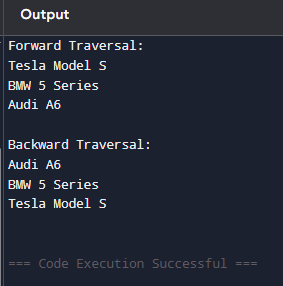 Output
Forward Traversal:
Tesla Model S
BMW 5 Series
Audi A6
Backward Traversal:
Audi A6
BMW 5 Series
Tesla Model S
=== Code Execution Successful ===